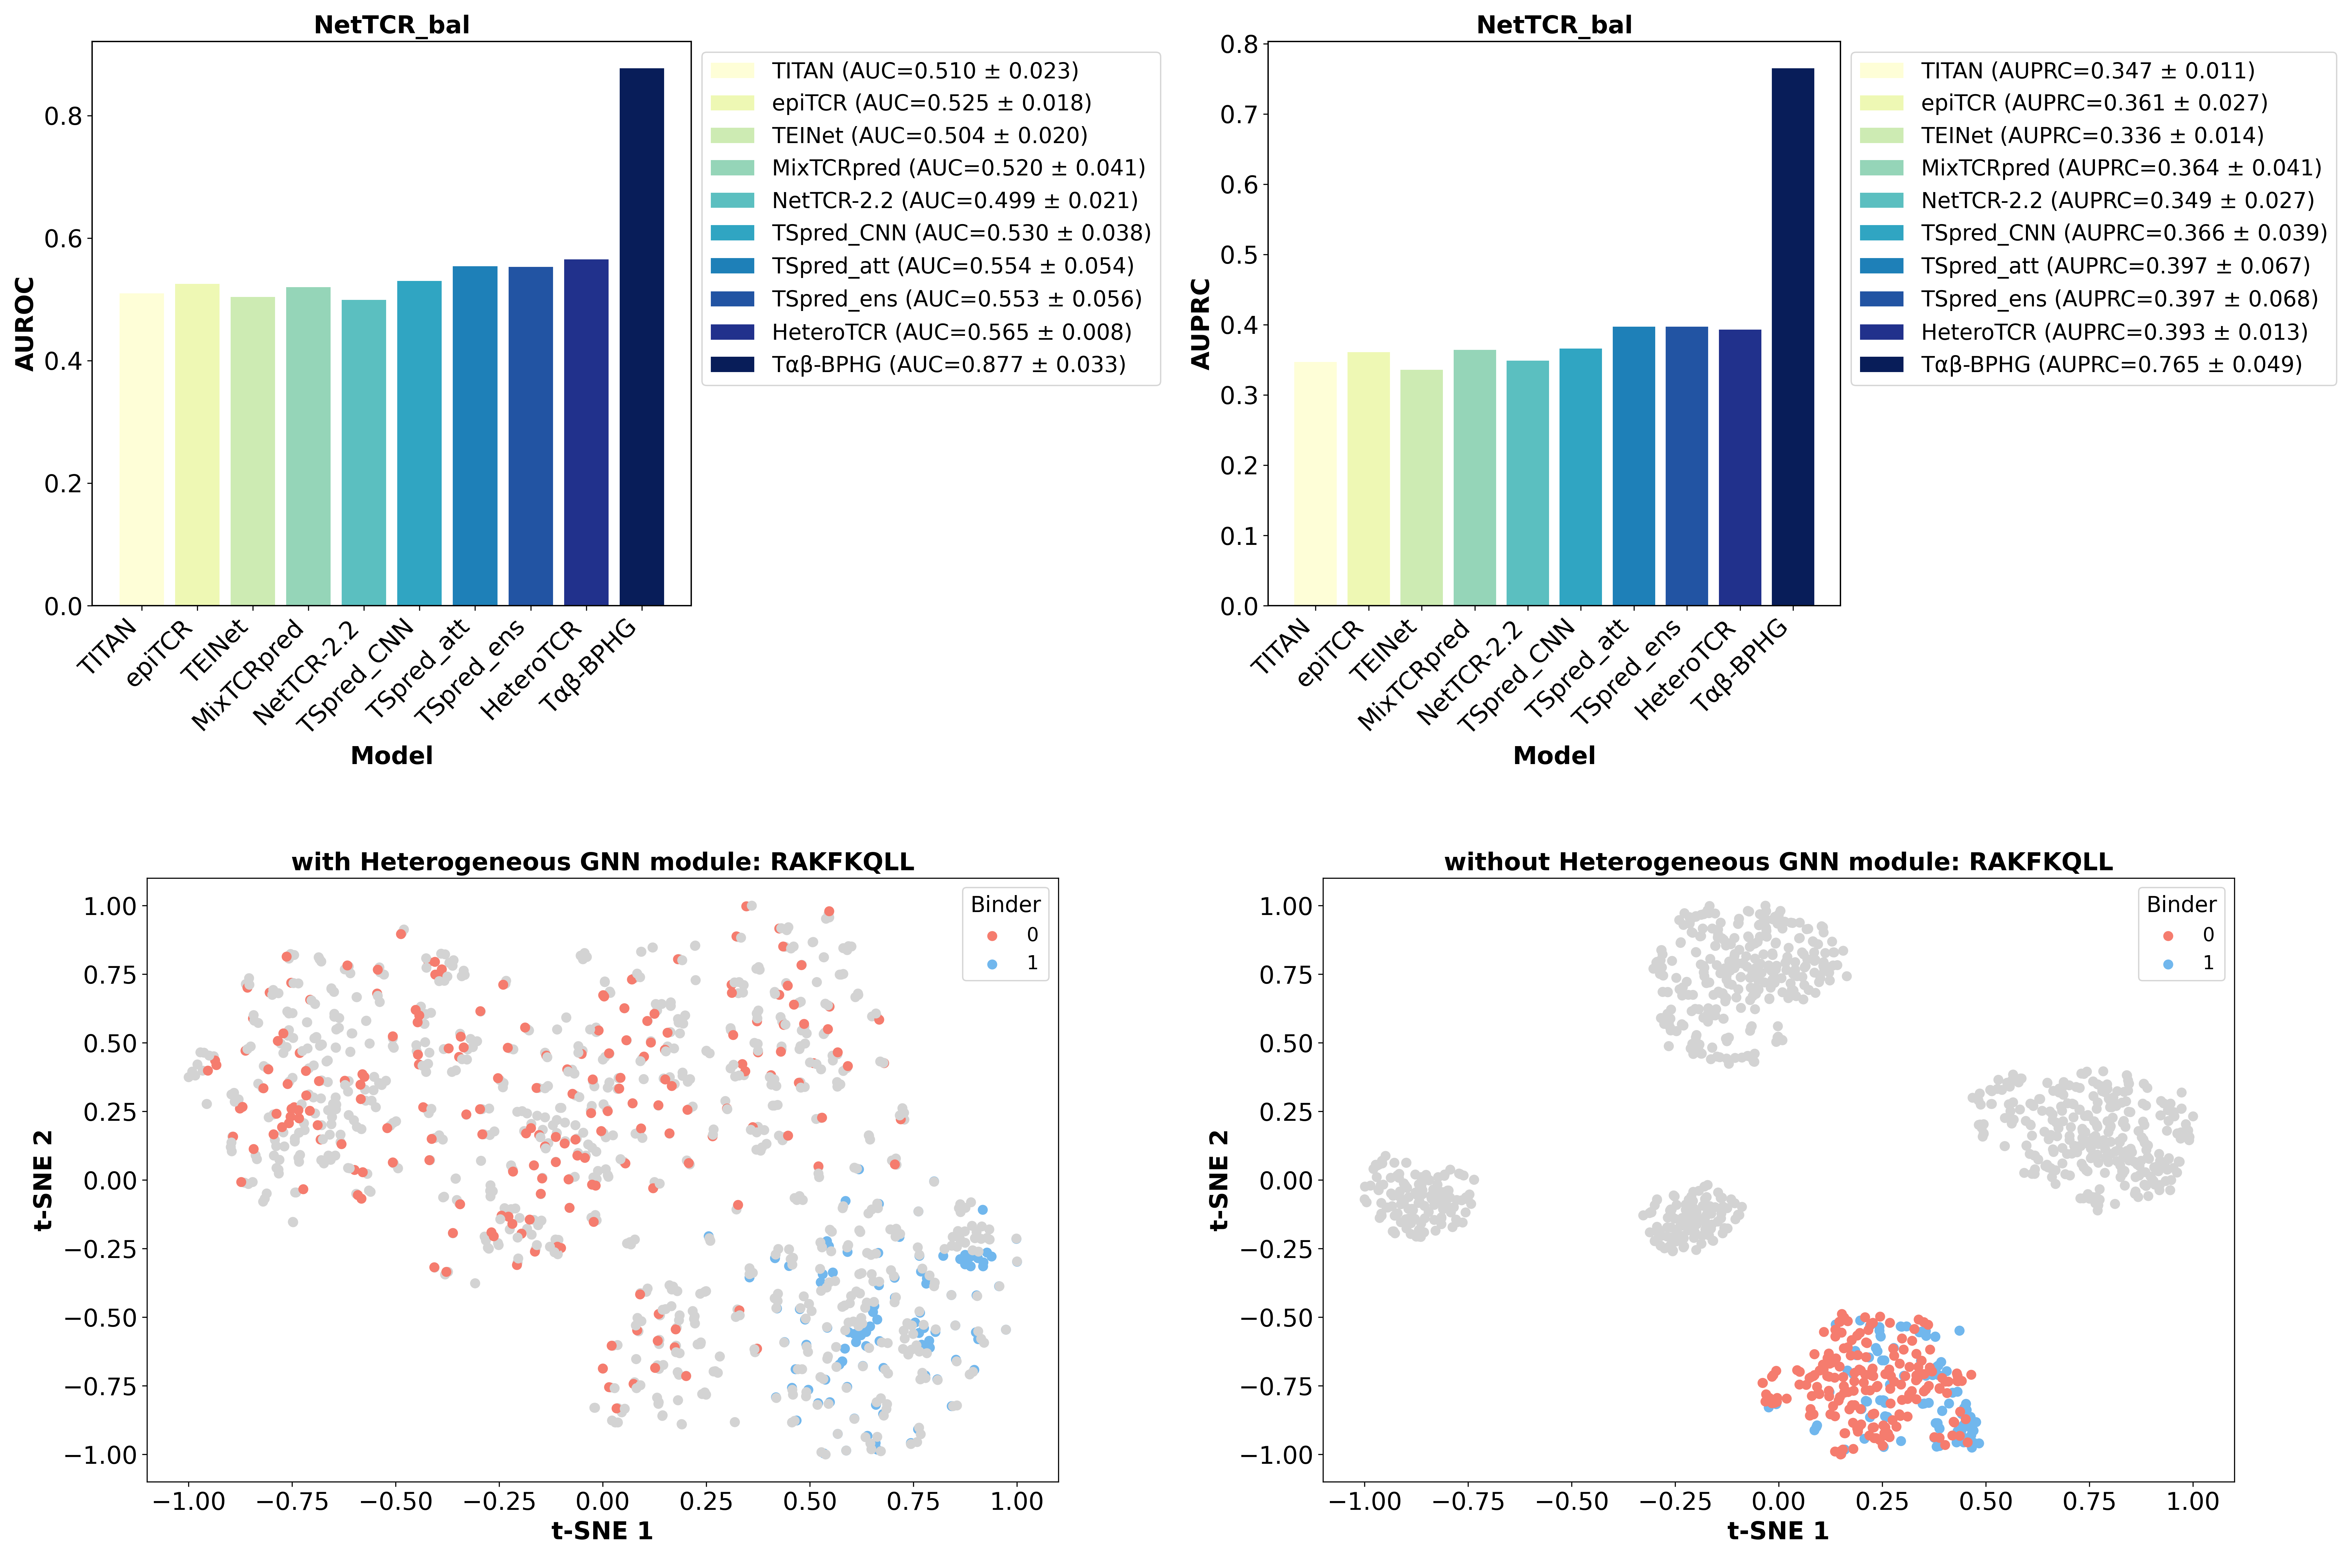 NetTCR_bal
AUROC
0.8
0.6
0.4
0.2
0.0
TITAN
epiTCR
TEINet
MixTCRpred
NetTCR-2.2
TSpred_CNN
TSpred_att
TSpred_ens
HeteroTCR
Tαβ-BPHG
Model
TITAN (AUC=0.510 ± 0.023)
epiTCR (AUC=0.525 ± 0.018)
TEINet (AUC=0.504 ± 0.020)
MixTCRpred (AUC=0.520 ± 0.041)
NetTCR-2.2 (AUC=0.499 ± 0.021)
TSpred_CNN (AUC=0.530 ± 0.038)
TSpred_att (AUC=0.554 ± 0.054)
TSpred_ens (AUC=0.553 ± 0.056)
HeteroTCR (AUC=0.565 ± 0.008)
Tαβ-BPHG (AUC=0.877 ± 0.033)
NetTCR_bal
AUPRC
0.8
0.7
0.6
0.5
0.4
0.3
0.2
0.1
0.0
TITAN
epiTCR
TEINet
MixTCRpred
NetTCR-2.2
TSpred_CNN
TSpred_att
TSpred_ens
HeteroTCR
Tαβ-BPHG
Model
TITAN (AUPRC=0.347 ± 0.011)
epiTCR (AUPRC=0.361 ± 0.027)
TEINet (AUPRC=0.336 ± 0.014)
MixTCRpred (AUPRC=0.364 ± 0.041)
NetTCR-2.2 (AUPRC=0.349 ± 0.027)
TSpred_CNN (AUPRC=0.366 ± 0.039)
TSpred_att (AUPRC=0.397 ± 0.067)
TSpred_ens (AUPRC=0.397 ± 0.068)
HeteroTCR (AUPRC=0.393 ± 0.013)
Tαβ-BPHG (AUPRC=0.765 ± 0.049)
with Heterogeneous GNN module: RAKFKQLL
t-SNE 2
1.00
0.75
0.50
0.25
0.00
−0.25
−0.50
−0.75
−1.00
Binder
0
1
−1.00 −0.75 −0.50 −0.25 0.00 0.25 0.50 0.75 1.00
t-SNE 1
without Heterogeneous GNN module: RAKFKQLL
t-SNE 2
1.00
0.75
0.50
0.25
0.00
−0.25
−0.50
−0.75
−1.00
Binder
0
1
−1.00 −0.75 −0.50 −0.25 0.00 0.25 0.50 0.75 1.00
t-SNE 1